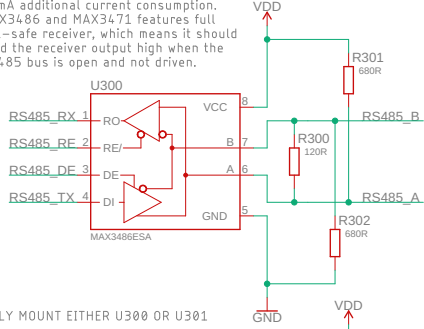 mA additional current consumption.
X3486 and MAX3471 features full
-safe receiver, which means it should
d the receiver output high when the
485 bus is open and not driven.
VDD
R301
680R
U300
VCC 8
RS485_RX 1 RO
RS485_RE 2 RE/
RS485_DE 3 DE
RS485_TX 4 DI
B 7
A 6
GND 5
R300
120R
RS485_B
RS485_A
R302
680R
MAX3486ESA
GND
LY MOUNT EITHER U300 OR U301
VDD